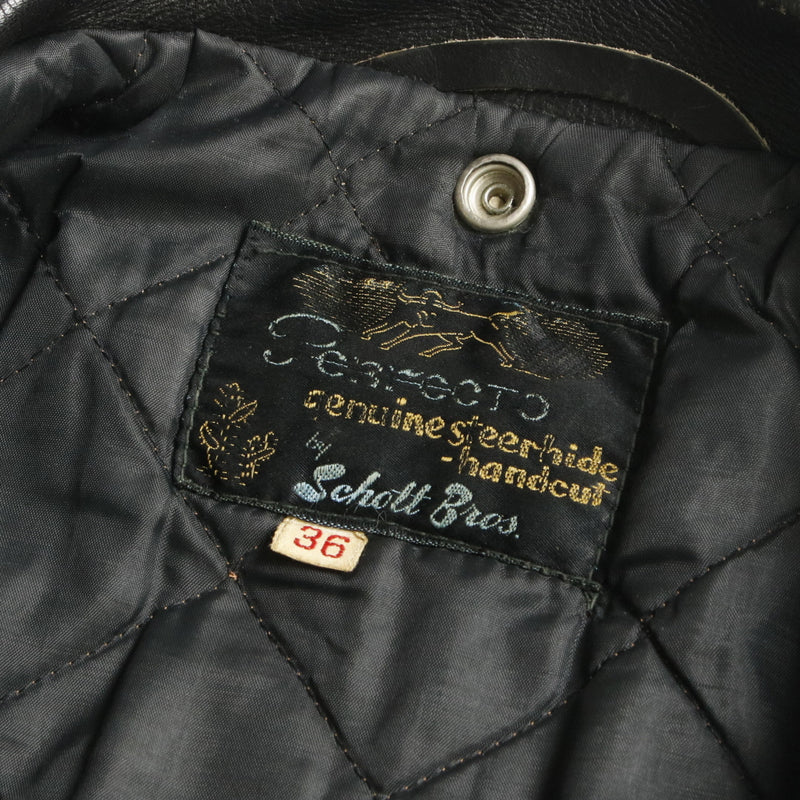 Perfecto
genuine steerhide
-handcut
by
Schott Bros.
36